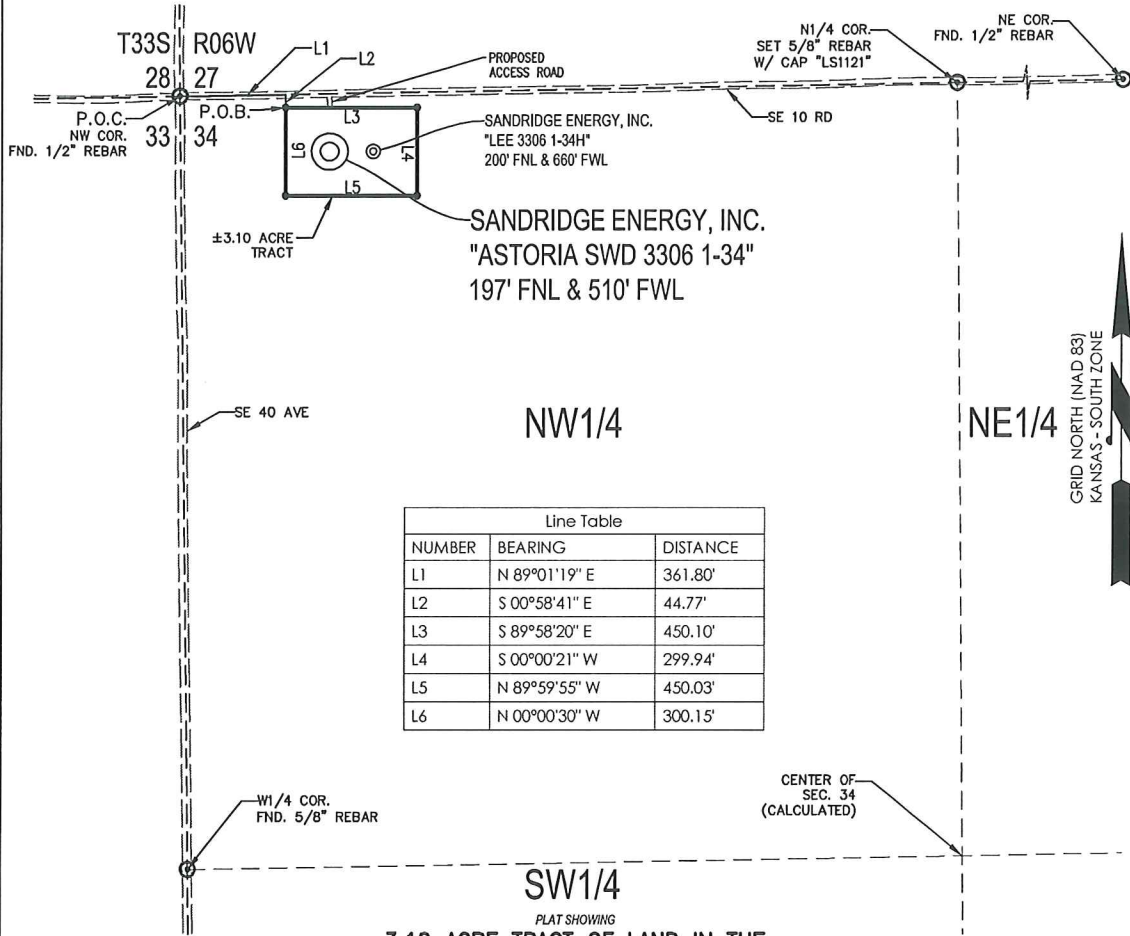 T33S R06W
28 27
33 34
L1
L2
PROPOSED
ACCESS ROAD
N1/4 COR.
SET 5/8" REBAR
W/ CAP "LS1121"
NE COR.
FND. 1/2" REBAR
P.O.C.
NW COR.
FND. 1/2" REBAR
P.O.B.
L3
L4
L5
L6
SANDRIDGE ENERGY, INC.
"LEE 3306 1-34H"
200' FNL & 660' FWL
SE 10 RD
±3.10 ACRE
TRACT
SANDRIDGE ENERGY, INC.
"ASTORIA SWD 3306 1-34"
197' FNL & 510' FWL
SE 40 AVE
NW1/4
NE1/4
GRID NORTH (NAD 83)
KANSAS - SOUTH ZONE
Line Table
NUMBER BEARING DISTANCE
L1 N 89°01'19" E 361.80'
L2 S 00°58'41" E 44.77'
L3 S 89°58'20" E 450.10'
L4 S 00°00'21" W 299.94'
L5 N 89°59'55" W 450.03'
L6 N 00°00'30" W 300.15'
W1/4 COR.
FND. 5/8" REBAR
CENTER OF
SEC. 34
(CALCULATED)
SW1/4
PLAT SHOWING
ACRE TRACT OF LAND IN THE